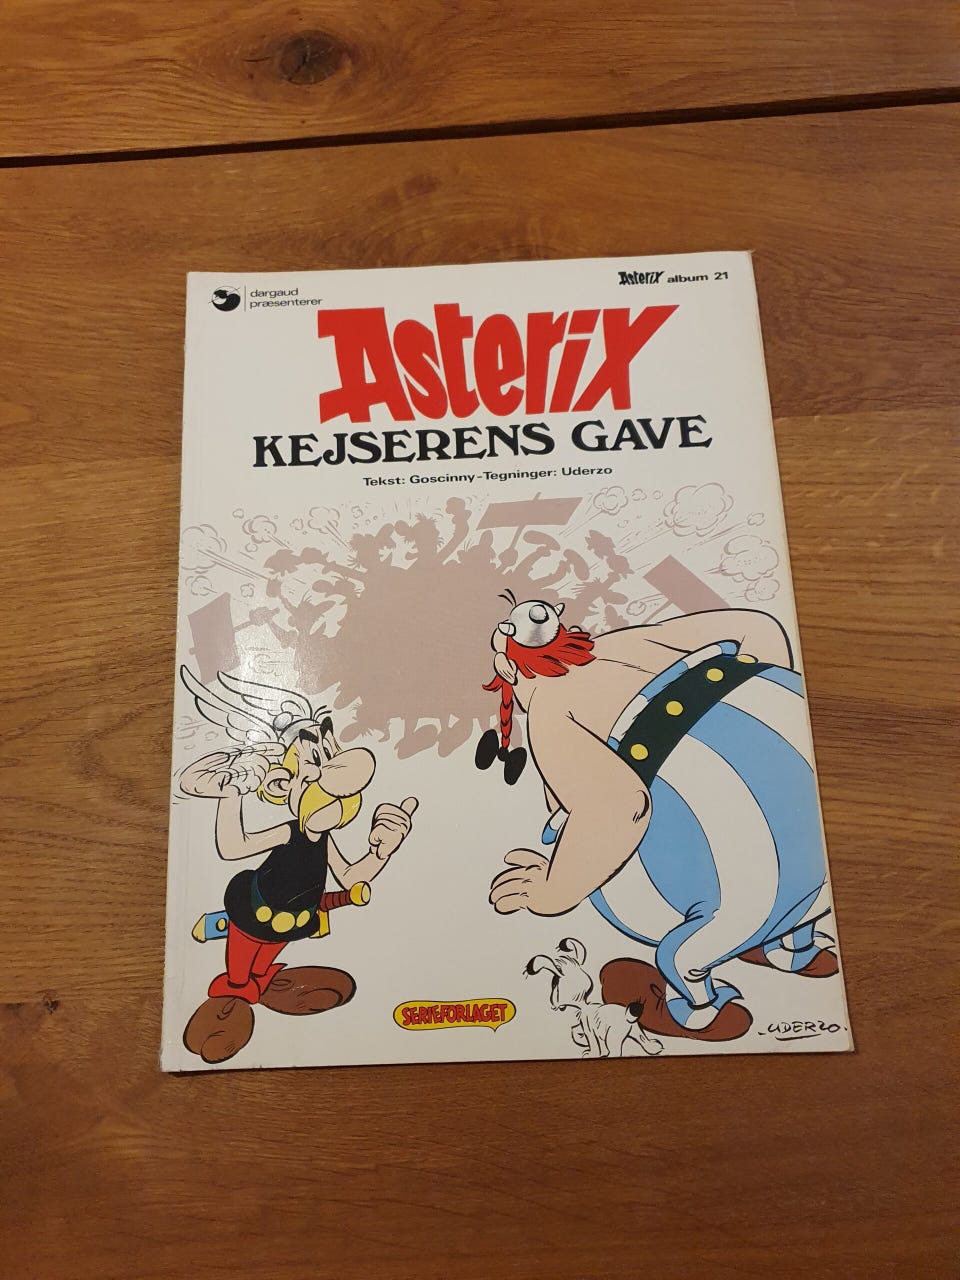 dargaud
præsenterer
Asterix album 21
Asterix
KEJSERENS GAVE
Tekst: Goscinny-Tegninger: Uderzo
SERIEFORLAGET
UDERZO.